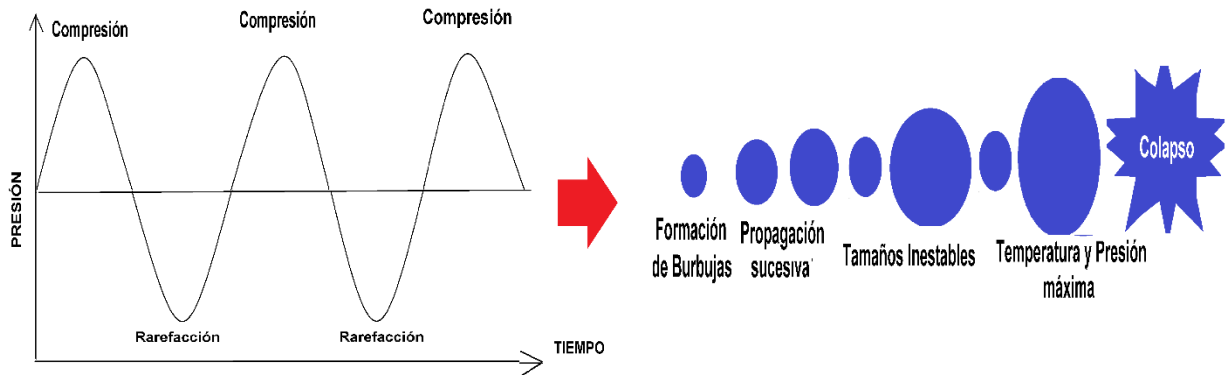 Compresión
Compresión
Compresión
PRESIÓN
Rarefacción
Rarefacción
TIEMPO
Formación
de Burbujas
Propagación
sucesiva
Tamaños Inestables
Temperatura y Presión
máxima
Colapso